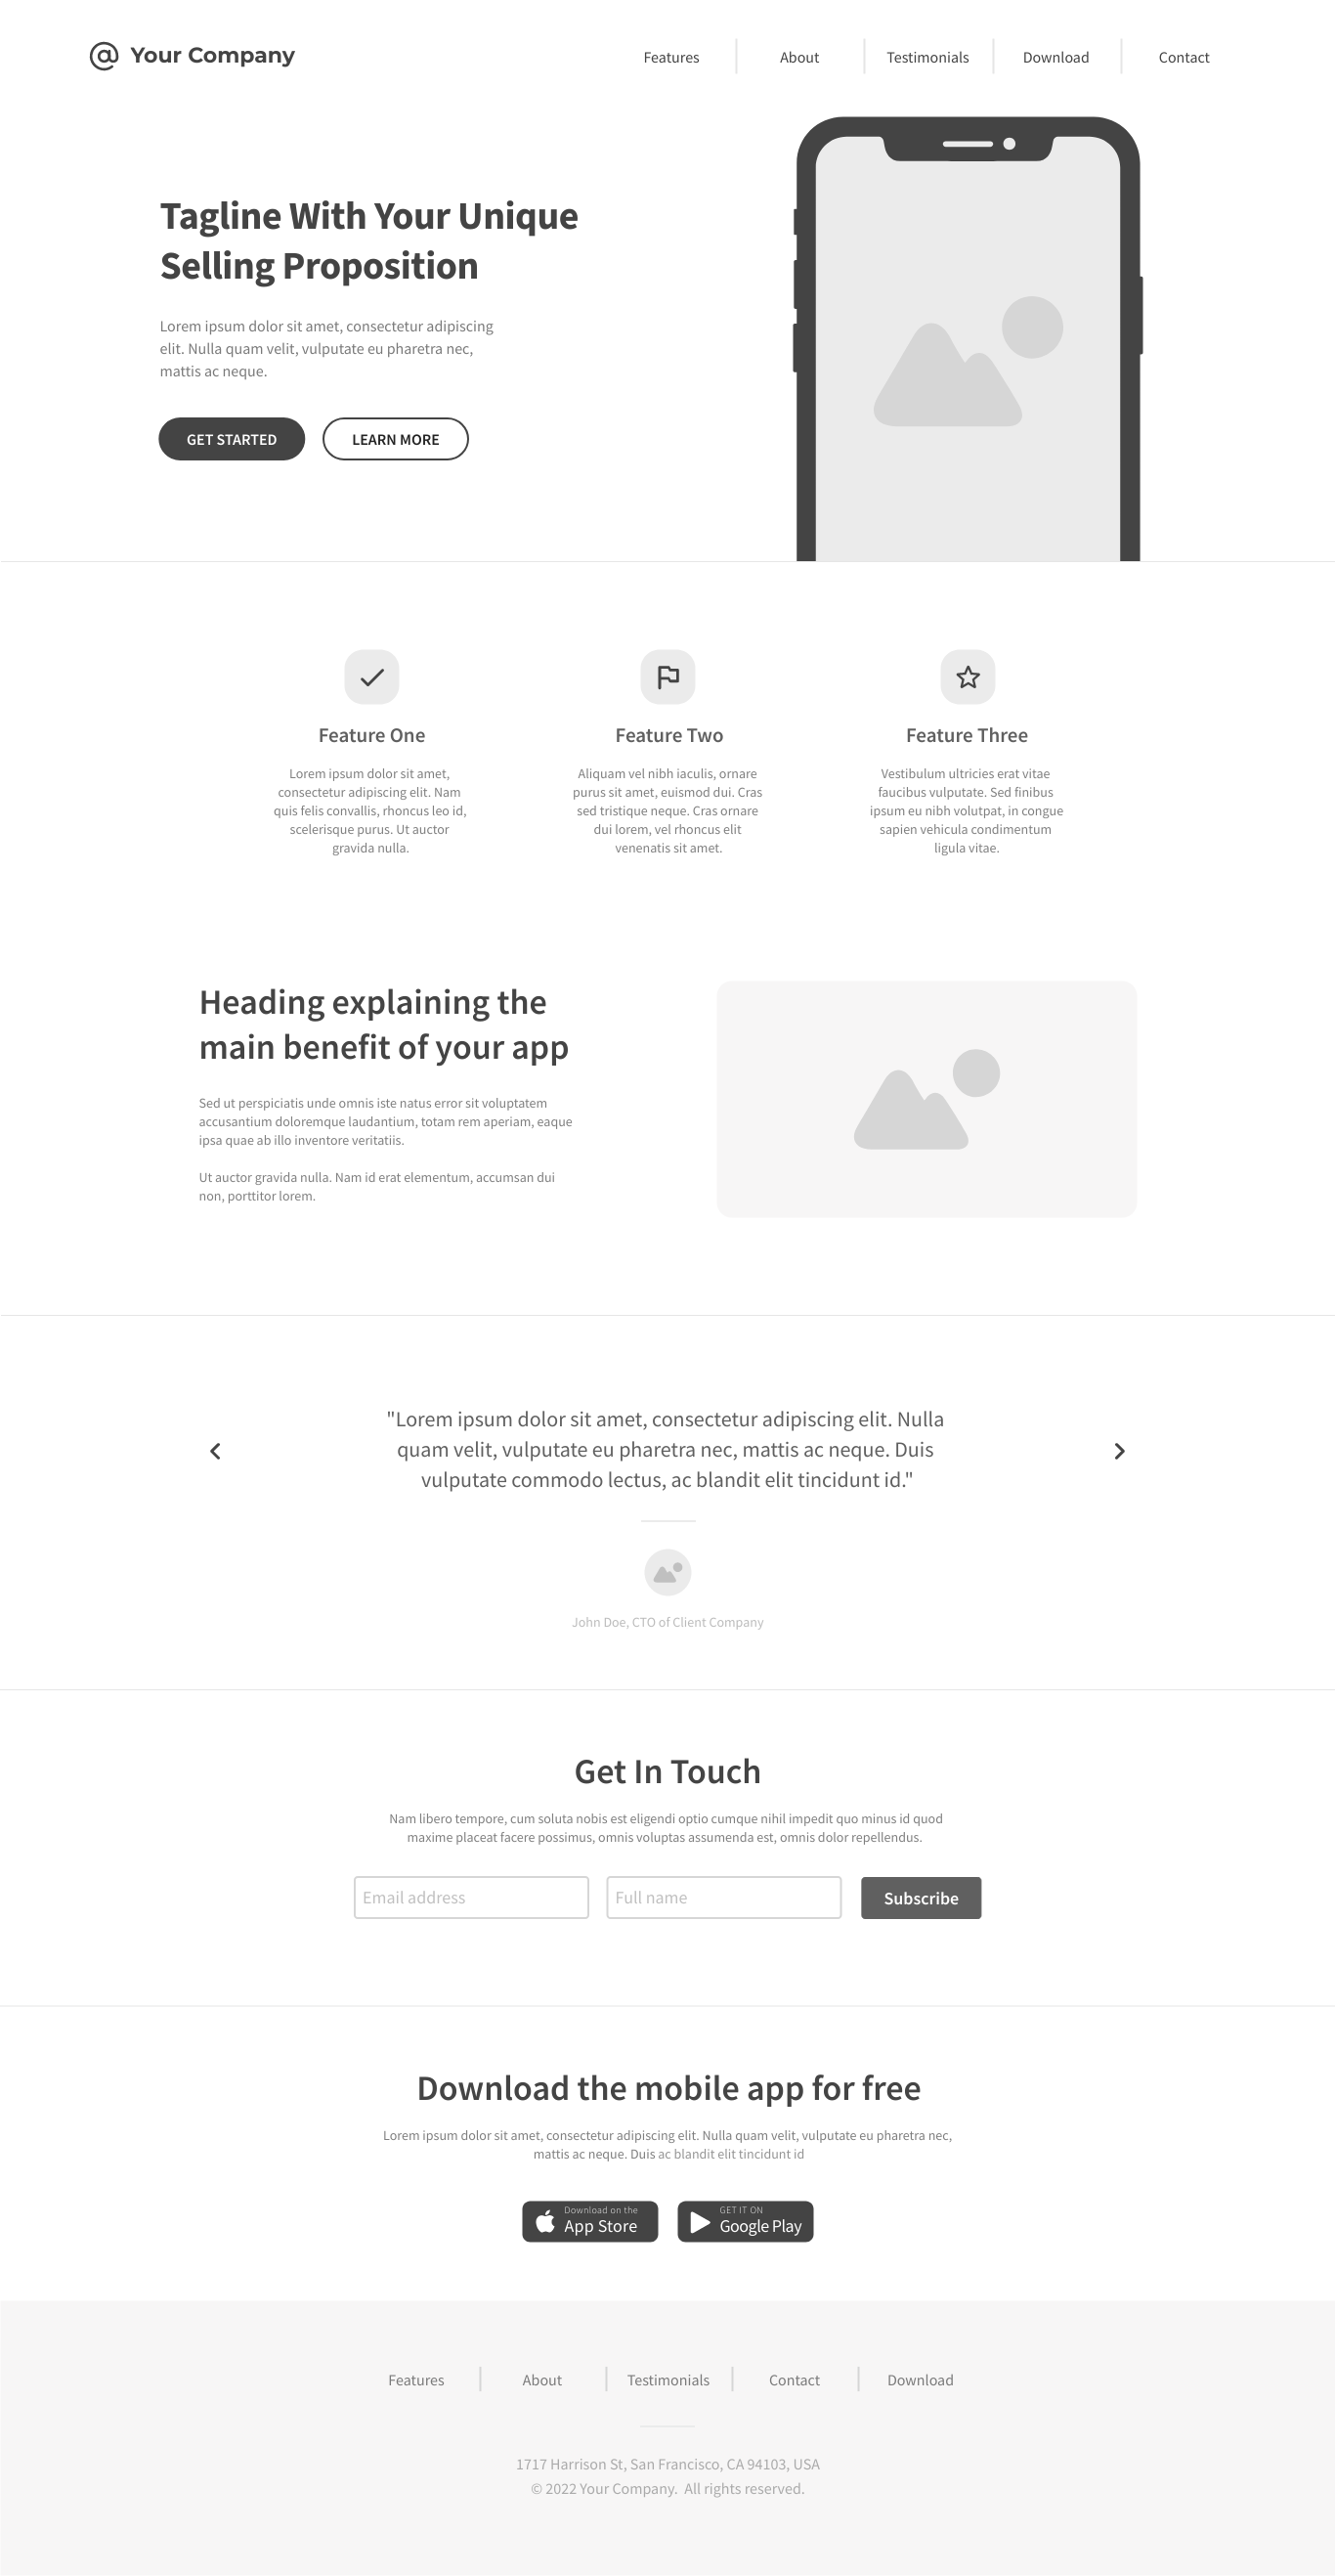 @ Your Company
Features
About
Testimonials
Download
Contact
Tagline With Your Unique
Selling Proposition
Lorem ipsum dolor sit amet, consectetur adipiscing
elit. Nulla quam velit, vulputate eu pharetra nec,
mattis ac neque.
GET STARTED
LEARN MORE
Feature One
Lorem ipsum dolor sit amet,
consectetur adipiscing elit. Nam
quis felis convallis, rhoncus leo id,
scelerisque purus. Ut auctor
gravida nulla.
Feature Two
Aliquam vel nibh iaculis, ornare
purus sit amet, euismod dui. Cras
sed tristique neque. Cras ornare
dui lorem, vel rhoncus elit
venenatis sit amet.
Feature Three
Vestibulum ultricies erat vitae
faucibus vulputate. Sed finibus
ipsum eu nibh volutpat, in congue
sapien vehicula condimentum
ligula vitae.
Heading explaining the
main benefit of your app
Sed ut perspiciatis unde omnis iste natus error sit voluptatem
accusantium doloremque laudantium, totam rem aperiam, eaque
ipsa quae ab illo inventore veritatiis.
Ut auctor gravida nulla. Nam id erat elementum, accumsan dui
non, porttitor lorem.
"Lorem ipsum dolor sit amet, consectetur adipiscing elit. Nulla
quam velit, vulputate eu pharetra nec, mattis ac neque. Duis
vulputate commodo lectus, ac blandit elit tincidunt id."
John Doe, CTO of Client Company
Get In Touch
Nam libero tempore, cum soluta nobis est eligendi optio cumque nihil impedit quo minus id quod
maxime placeat facere possimus, omnis voluptas assumenda est, omnis dolor repellendus.
Email address
Full name
Subscribe
Download the mobile app for free
Lorem ipsum dolor sit amet, consectetur adipiscing elit. Nulla quam velit, vulputate eu pharetra nec,
mattis ac neque. Duis ac blandit elit tincidunt id
Download on the
App Store
GET IT ON
Google Play
Features
About
Testimonials
Contact
Download
1717 Harrison St, San Francisco, CA 94103, USA
© 2022 Your Company. All rights reserved.